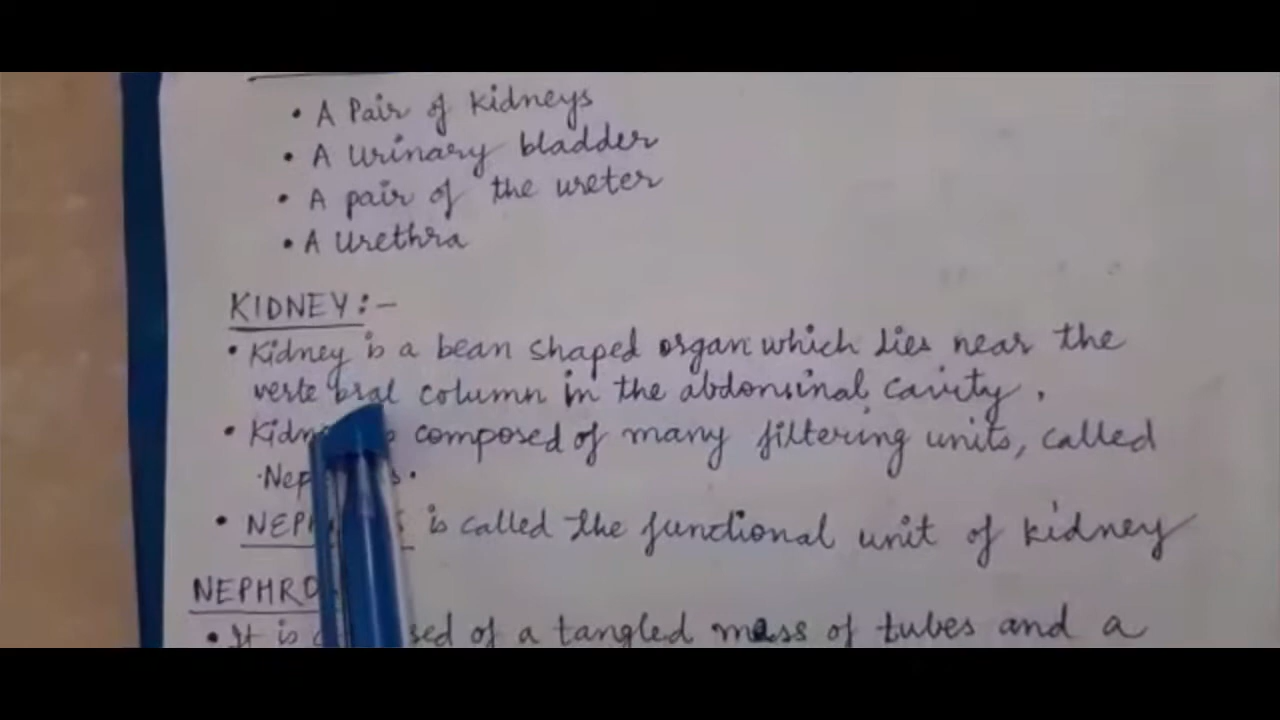 • A Pair of Kidneys
• A Urinary bladder
• A pair of the ureter
• A Urethra
KIDNEY :-
• Kidney is a bean shaped organ which lies near the
vertebral column in the abdominal cavity.
• composed of many filtering units, called
• is called the functional unit of kidney
• It is of a tangled mass of tubes and a